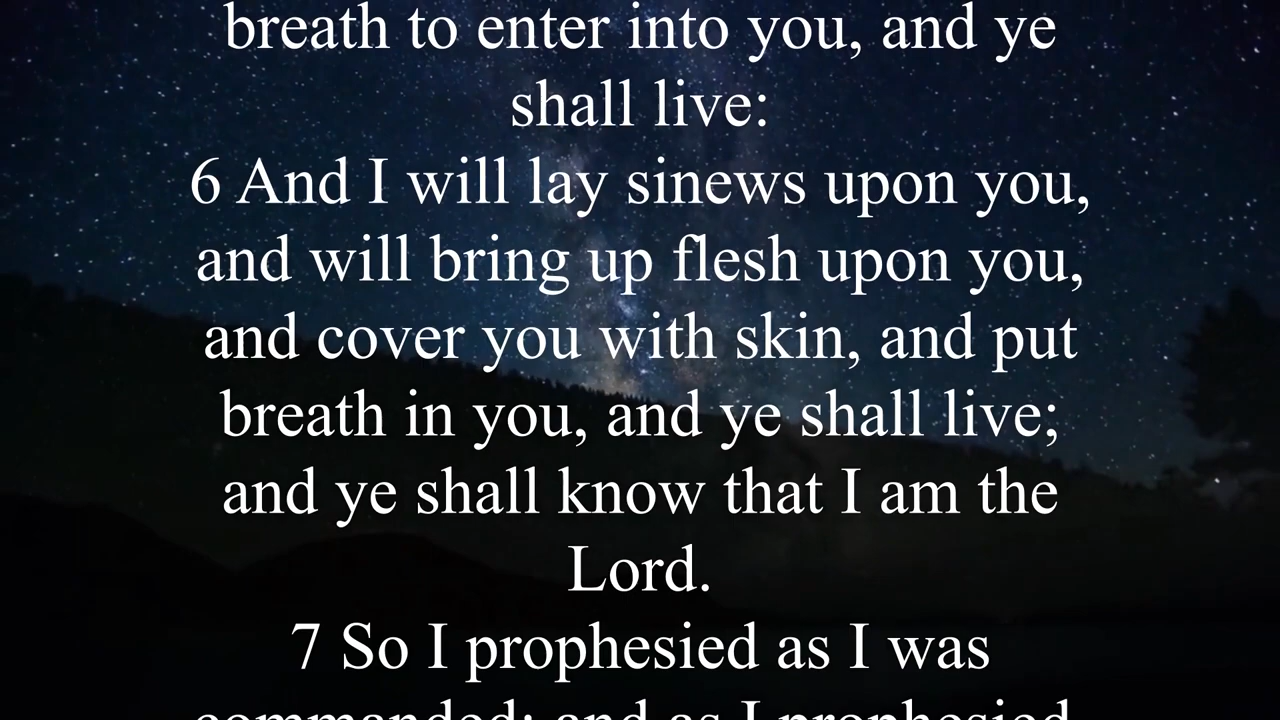 breath to enter into you, and ye
shall live:
6 And I will lay sinews upon you,
and will bring up flesh upon you,
and cover you with skin, and put
breath in you, and ye shall live;
and ye shall know that I am the
Lord.
7 So I prophesied as I was
commanded: and as I prophesied